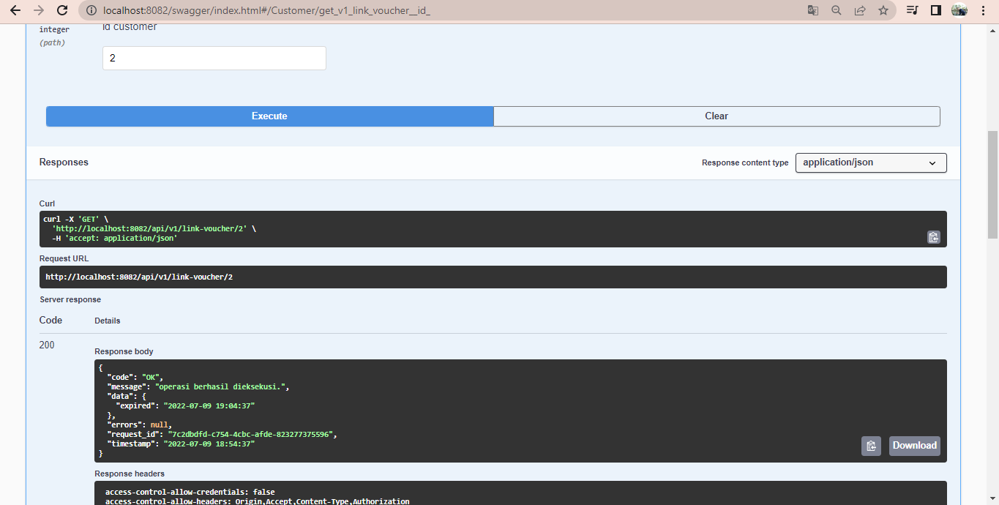 localhost:8082/swagger/index.html#/Customer/get_v1_link_voucher__id_
integer
id customer
(path)
2
Execute
Clear
Responses
Response content type
application/json
Curl
curl -X 'GET' \
'http://localhost:8082/api/v1/link-voucher/2' \
-H 'accept: application/json'
Request URL
http://localhost:8082/api/v1/link-voucher/2
Server response
Code
Details
200
Response body
{
"code": "OK",
"message": "operasi berhasil dieksekusi.",
"data": {
"expired": "2022-07-09 19:04:37"
},
"errors": null,
"request_id": "7c2dbdfd-c754-4cbc-afde-823277375596",
"timestamp": "2022-07-09 18:54:37"
}
Download
Response headers
access-control-allow-credentials: false
access-control-allow-headers: Origin,Accept,Content-Type,Authorization